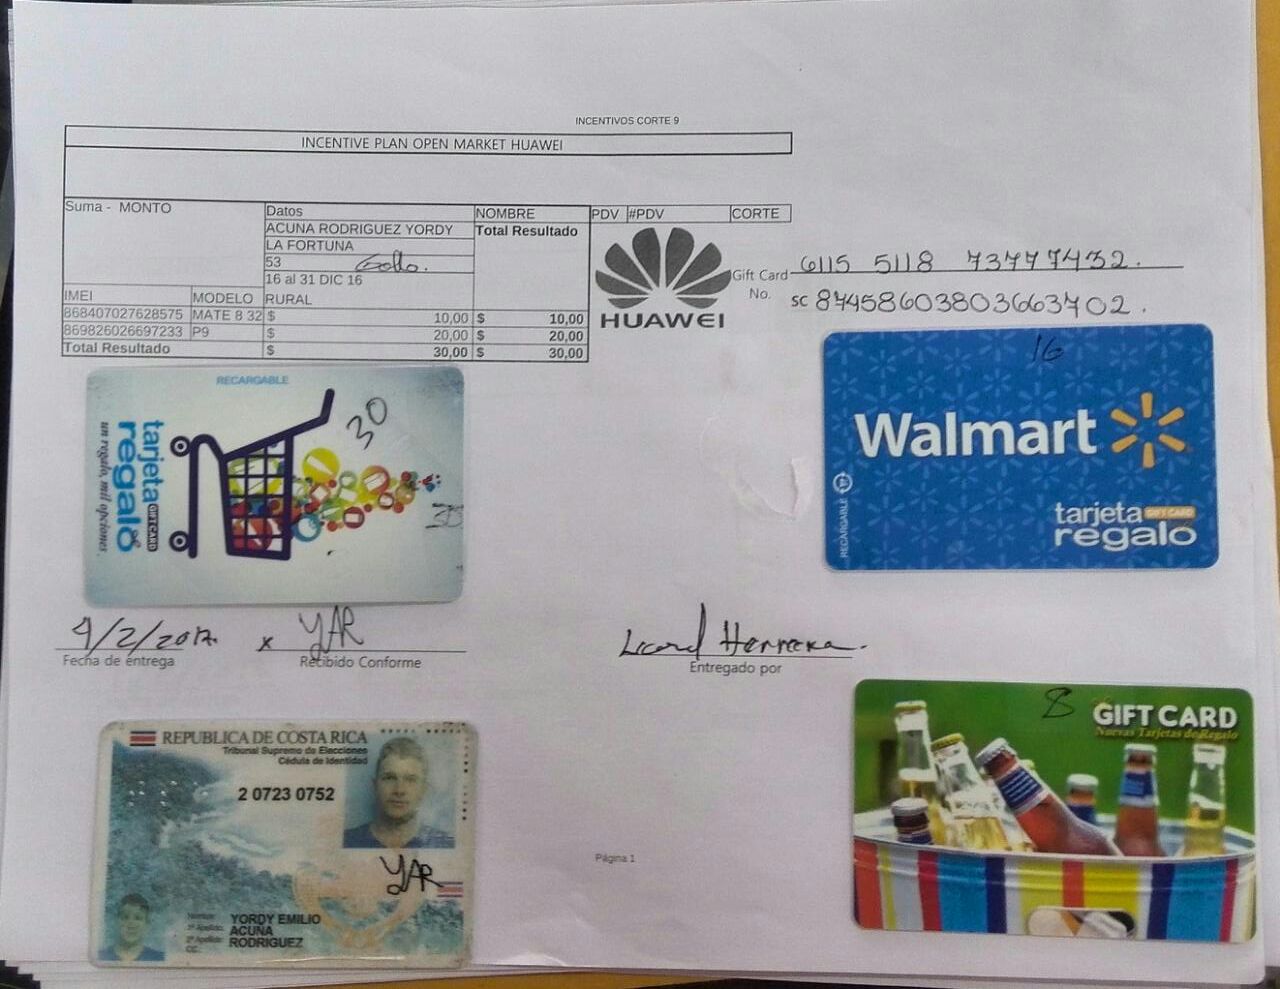 INCENTIVOS CORTE 9
INCENTIVE PLAN OPEN MARKET HUAWEI
Suma - MONTO Datos NOMBRE PDV #PDV CORTE
ACUNA RODRIGUEZ YORDY Total Resultado
LA FORTUNA
53 Gollo.
16 al 31 DIC 16
IMEI MODELO RURAL
868407027628575 MATE 8 32 $ 10,00 $ 10,00
869826026697233 P9 $ 20,00 $ 20,00
Total Resultado $ 30,00 $ 30,00
HUAWEI
Gift Card No. 6115 5118 73777432.
SC 87458603803663702.
RECARGABLE
tarjeta GIFT CARD
regalo
un regalo, mil opciones.
30
16
Walmart
RECARGABLE
tarjeta GIFT CARD
regalo
9/2/2017. x YAR
Fecha de entrega Recibido Conforme
Herrera.
Entregado por
REPUBLICA DE COSTA RICA
Tribunal Supremo de Elecciones
Cédula de Identidad
2 0723 0752
YAR
Nombre: YORDY EMILIO
1° Apellido: ACUÑA
2° Apellido: RODRIGUEZ
CC.:
Página 1
8
GIFT CARD
Nuevas Tarjetas de Regalo